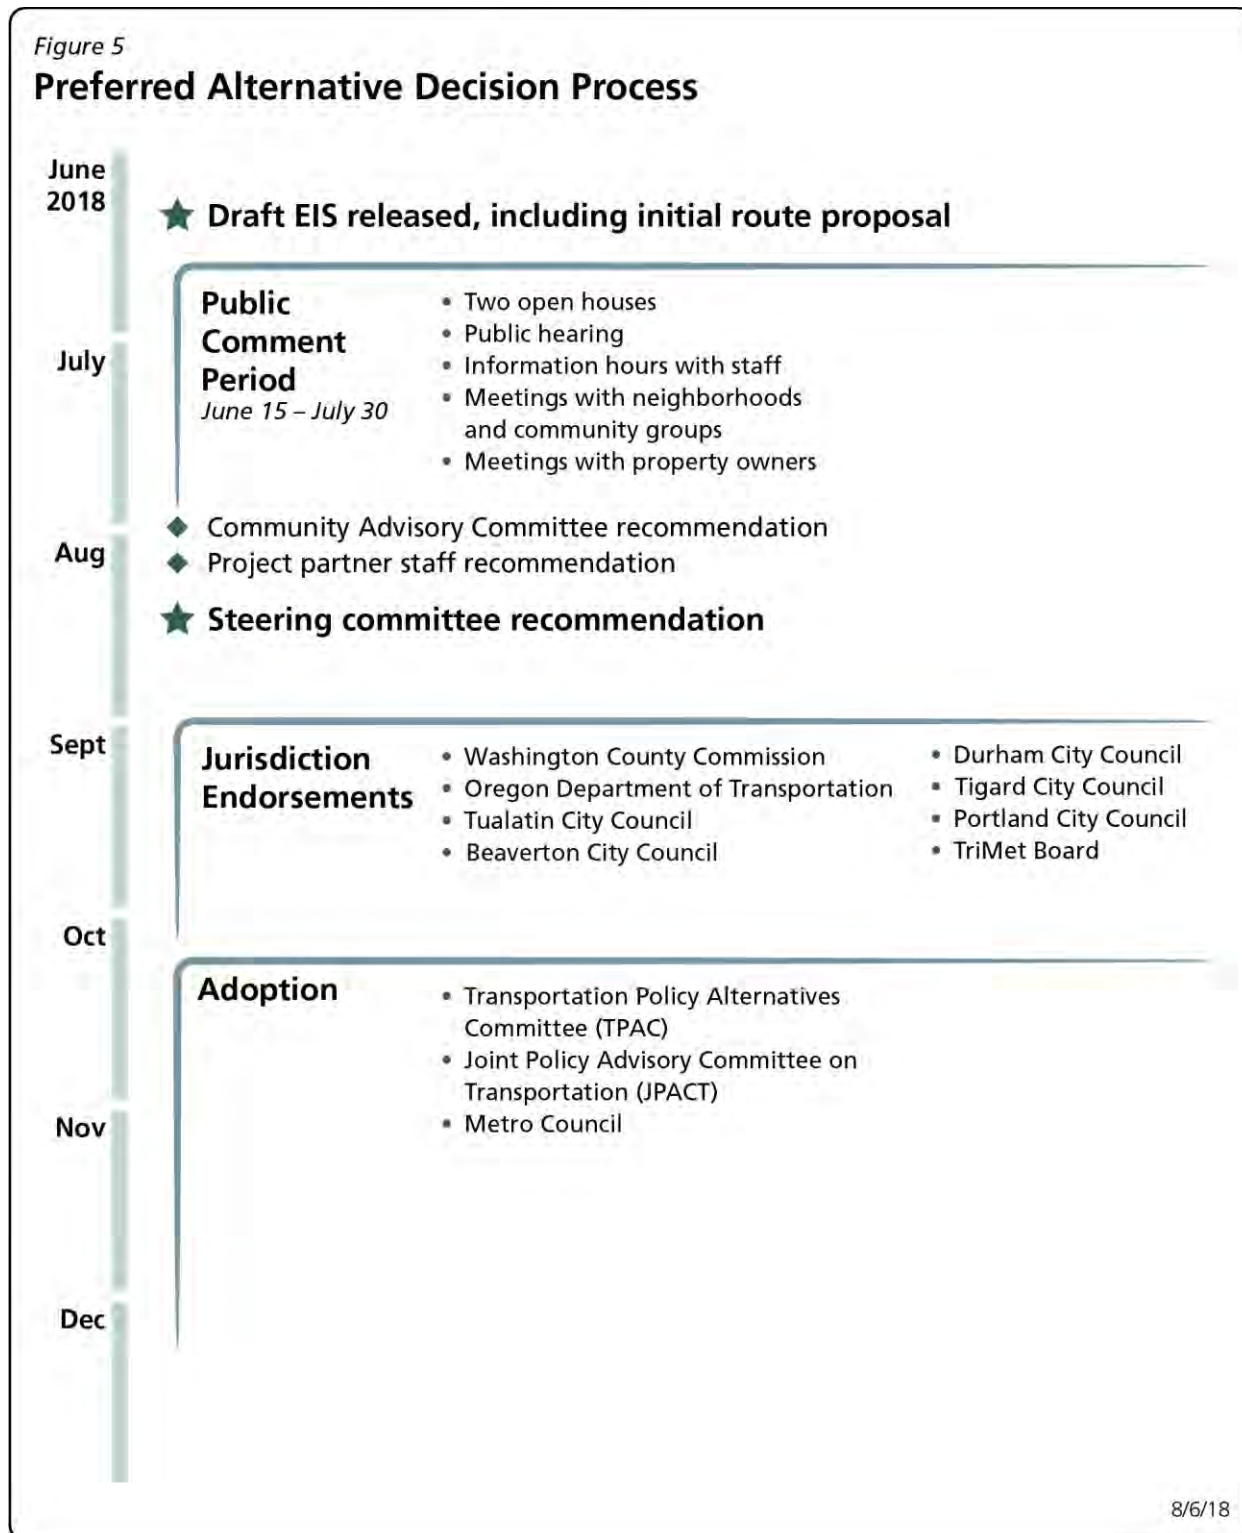 Figure 5
Preferred Alternative Decision Process
June
2018
★ Draft EIS released, including initial route proposal
Public
Comment
Period
June 15 – July 30
• Two open houses
• Public hearing
• Information hours with staff
• Meetings with neighborhoods
and community groups
• Meetings with property owners
July
◆ Community Advisory Committee recommendation
Aug
◆ Project partner staff recommendation
★ Steering committee recommendation
Sept
Jurisdiction
Endorsements
• Washington County Commission
• Oregon Department of Transportation
• Tualatin City Council
• Beaverton City Council
• Durham City Council
• Tigard City Council
• Portland City Council
• TriMet Board
Oct
Adoption
• Transportation Policy Alternatives
Committee (TPAC)
• Joint Policy Advisory Committee on
Transportation (JPACT)
• Metro Council
Nov
Dec
8/6/18